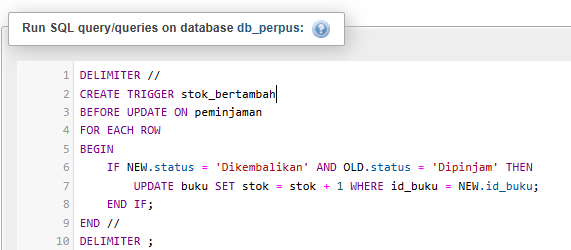 Run SQL query/queries on database db_perpus:
1 DELIMITER //
2 CREATE TRIGGER stok_bertambah
3 BEFORE UPDATE ON peminjaman
4 FOR EACH ROW
5 BEGIN
6     IF NEW.status = 'Dikembalikan' AND OLD.status = 'Dipinjam' THEN
7         UPDATE buku SET stok = stok + 1 WHERE id_buku = NEW.id_buku;
8     END IF;
9 END //
10 DELIMITER ;